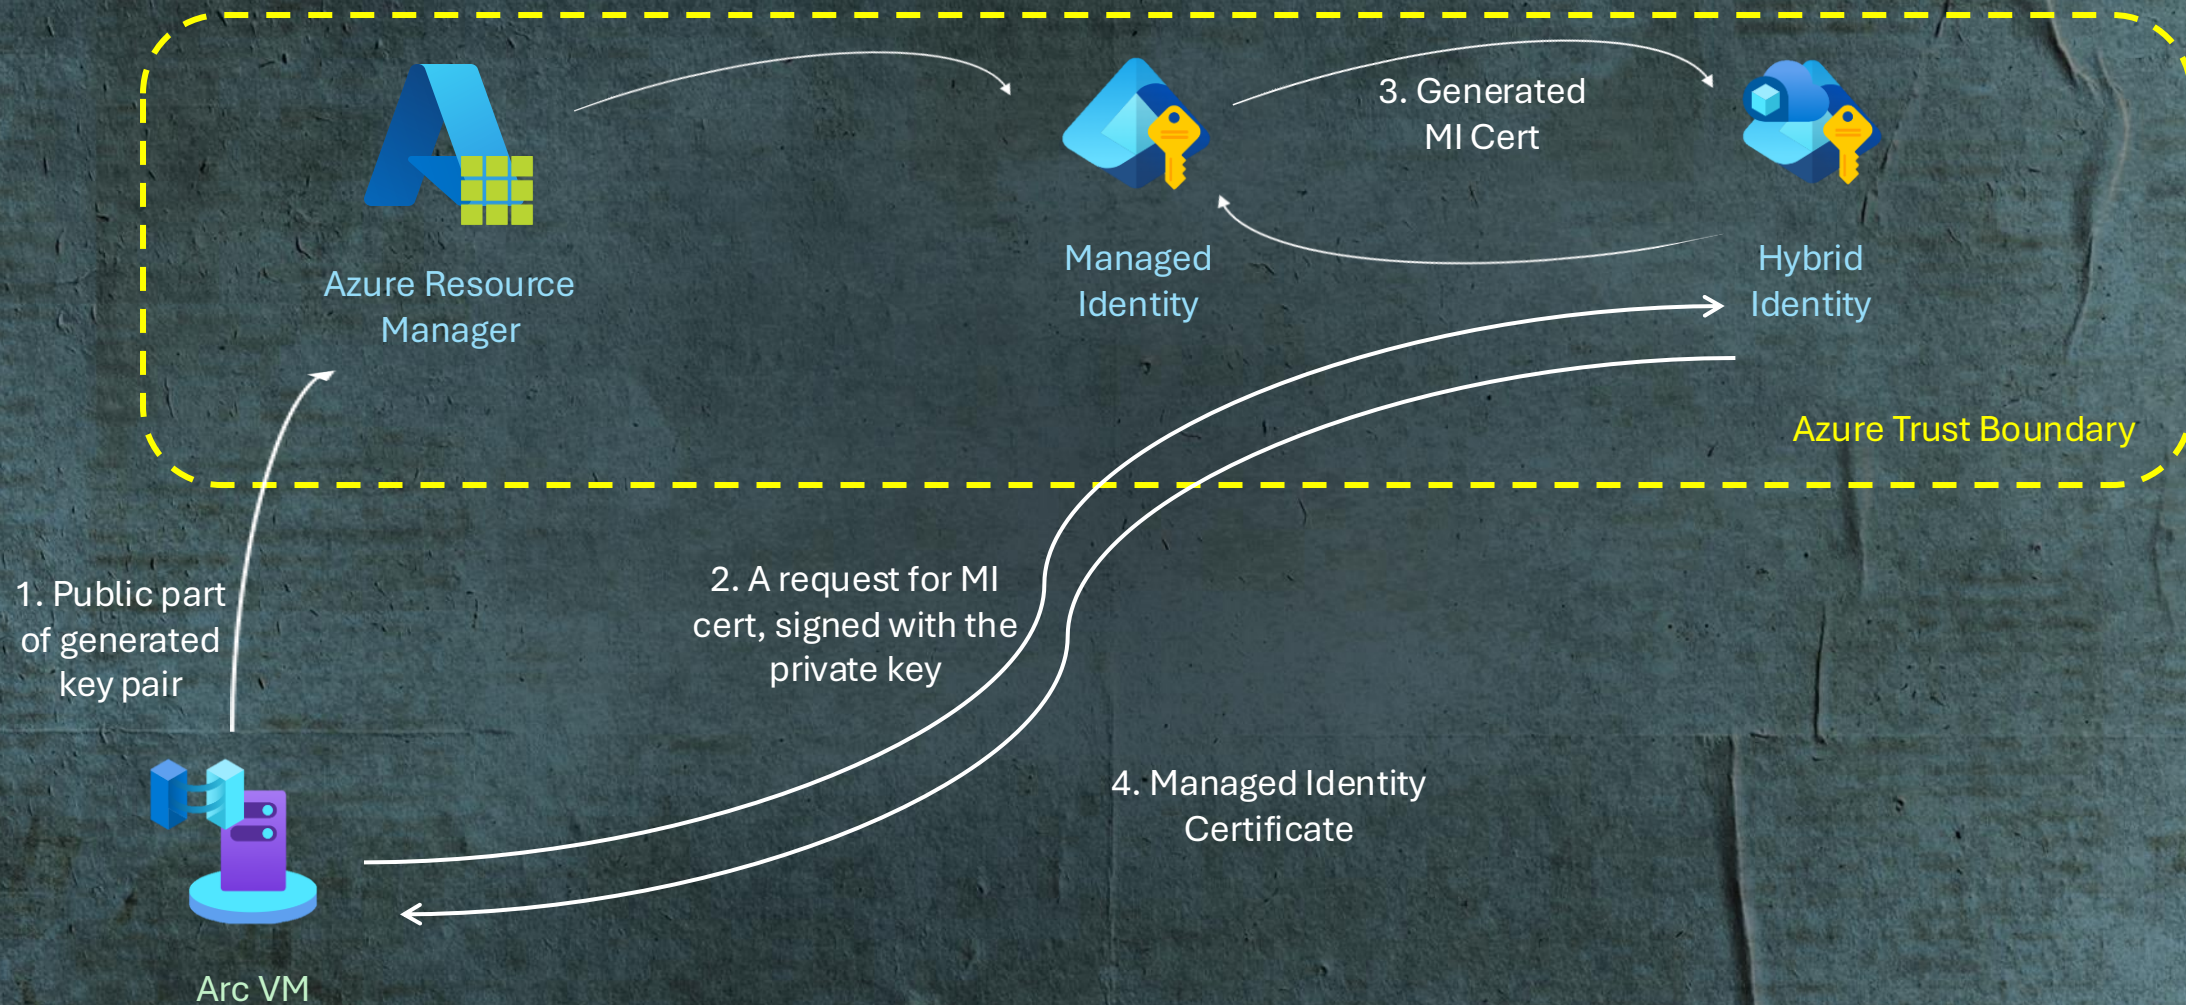 3. Generated
MI Cert
Azure Resource
Manager
Managed
Identity
Hybrid
Identity
Azure Trust Boundary
1. Public part
of generated
key pair
2. A request for MI
cert, signed with the
private key
4. Managed Identity
Certificate
Arc VM